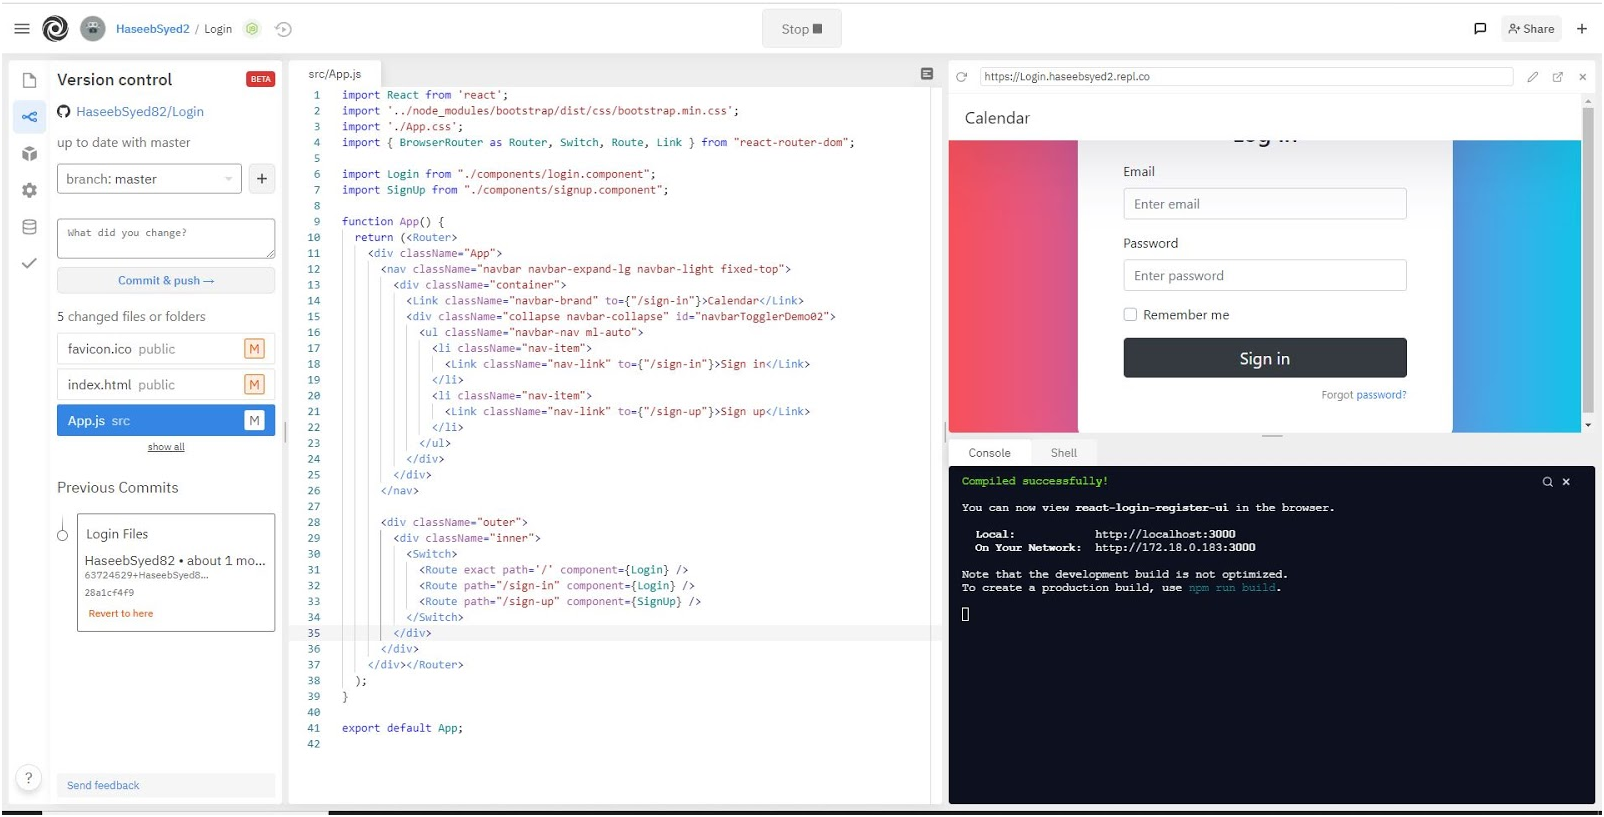 HaseebSyed2 / Login
Stop
Share
Version control
BETA
HaseebSyed82/Login
up to date with master
branch: master
+
What did you change?
Commit & push →
5 changed files or folders
favicon.ico public M
index.html public M
App.js src M
show all
Previous Commits
Login Files
HaseebSyed82 • about 1 mo...
63724629+HaseebSyed8...
28a1cf4f9
Revert to here
?
Send feedback
src/App.js
1 import React from 'react';
2 import '../node_modules/bootstrap/dist/css/bootstrap.min.css';
3 import './App.css';
4 import { BrowserRouter as Router, Switch, Route, Link } from "react-router-dom";
5
6 import Login from "./components/login.component";
7 import SignUp from "./components/signup.component";
8
9 function App() {
10 return (<Router>
11 <div className="App">
12 <nav className="navbar navbar-expand-lg navbar-light fixed-top">
13 <div className="container">
14 <Link className="navbar-brand" to={"/sign-in"}>Calendar</Link>
15 <div className="collapse navbar-collapse" id="navbarTogglerDemo02">
16 <ul className="navbar-nav ml-auto">
17 <li className="nav-item">
18 <Link className="nav-link" to={"/sign-in"}>Sign in</Link>
19 </li>
20 <li className="nav-item">
21 <Link className="nav-link" to={"/sign-up"}>Sign up</Link>
22 </li>
23 </ul>
24 </div>
25 </div>
26 </nav>
27
28 <div className="outer">
29 <div className="inner">
30 <Switch>
31 <Route exact path='/' component={Login} />
32 <Route path="/sign-in" component={Login} />
33 <Route path="/sign-up" component={SignUp} />
34 </Switch>
35 </div>
36 </div>
37 </div></Router>
38 );
39 }
40
41 export default App;
42
https://Login.haseebsyed2.repl.co
Calendar
Log in
Email
Enter email
Password
Enter password
Remember me
Sign in
Forgot password?
Console Shell
Compiled successfully!
You can now view react-login-register-ui in the browser.
Local: http://localhost:3000
On Your Network: http://172.18.0.183:3000
Note that the development build is not optimized.
To create a production build, use npm run build.